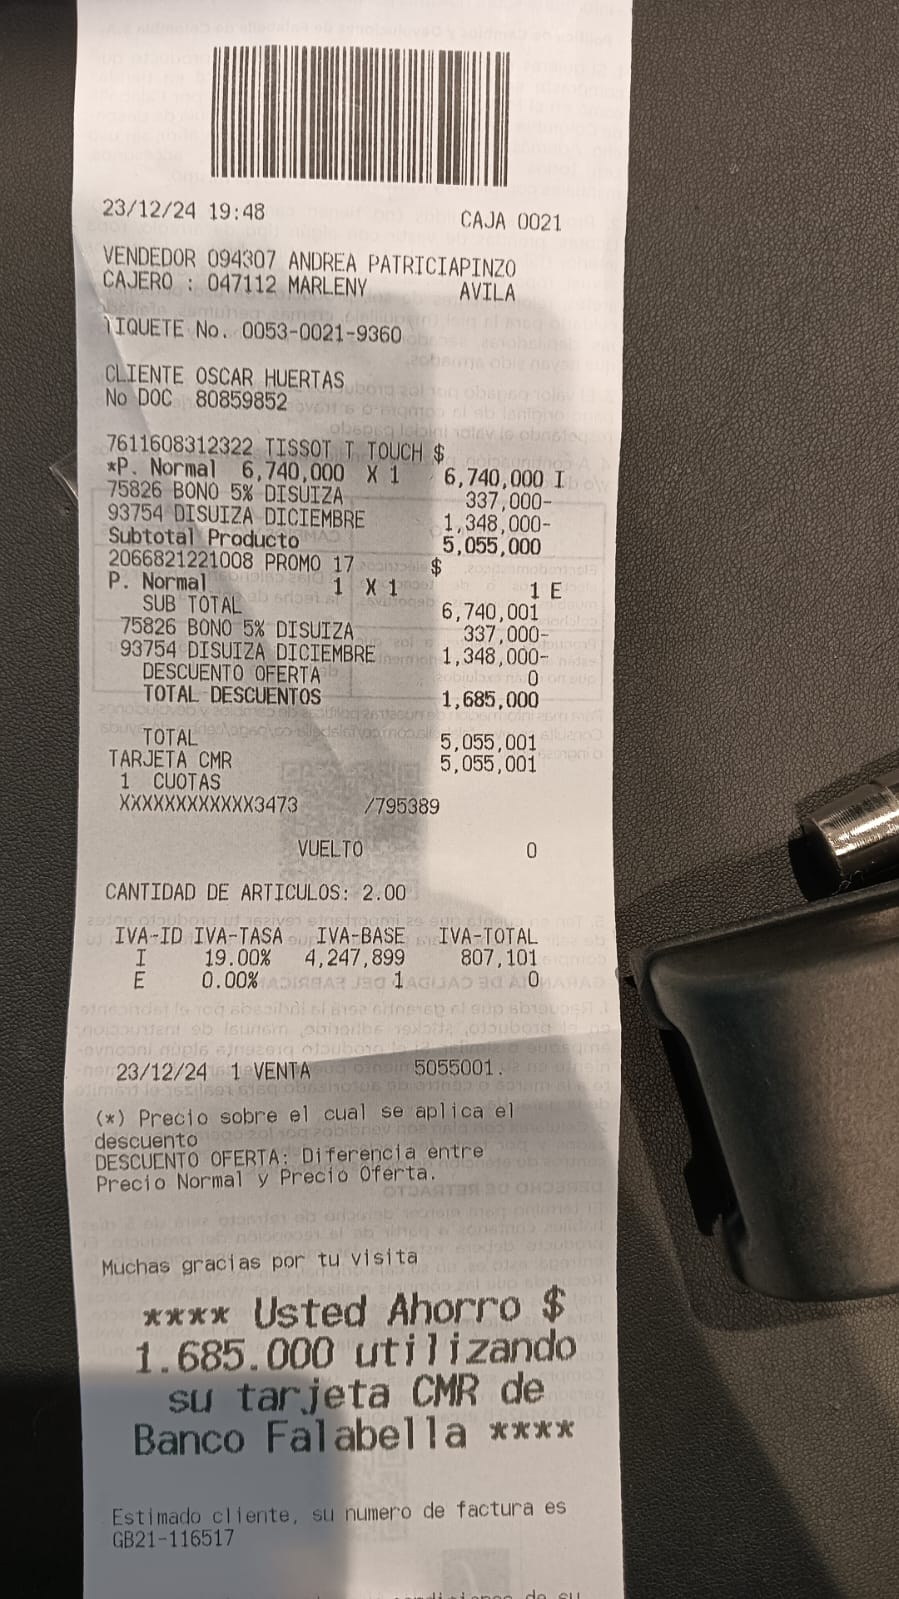 23/12/24 19:48 CAJA 0021
VENDEDOR 094307 ANDREA PATRICIAPINZO
CAJERO : 047112 MARLENY AVILA
TIQUETE No. 0053-0021-9360
CLIENTE OSCAR HUERTAS
No DOC 80859852
7611608312322 TISSOT T TOUCH $
*P. Normal 6,740,000 X 1 6,740,000 I
75826 BONO 5% DISUIZA 337,000-
93754 DISUIZA DICIEMBRE 1,348,000-
Subtotal Producto 5,055,000
2066821221008 PROMO 17 $
P. Normal 1 X 1 1 E
SUB TOTAL 6,740,001
75826 BONO 5% DISUIZA 337,000-
93754 DISUIZA DICIEMBRE 1,348,000-
DESCUENTO OFERTA 0
TOTAL DESCUENTOS 1,685,000
TOTAL 5,055,001
TARJETA CMR 5,055,001
1 CUOTAS
XXXXXXXXXXXX3473 /795389
VUELTO 0
CANTIDAD DE ARTICULOS: 2.00
IVA-ID IVA-TASA IVA-BASE IVA-TOTAL
I 19.00% 4,247,899 807,101
E 0.00% 1 0
23/12/24 1 VENTA 5055001.
(*) Precio sobre el cual se aplica el
descuento
DESCUENTO OFERTA: Diferencia entre
Precio Normal y Precio Oferta.
Muchas gracias por tu visita
**** Usted Ahorro $
1.685.000 utilizando
su tarjeta CMR de
Banco Falabella ****
Estimado cliente, su numero de factura es
GB21-116517